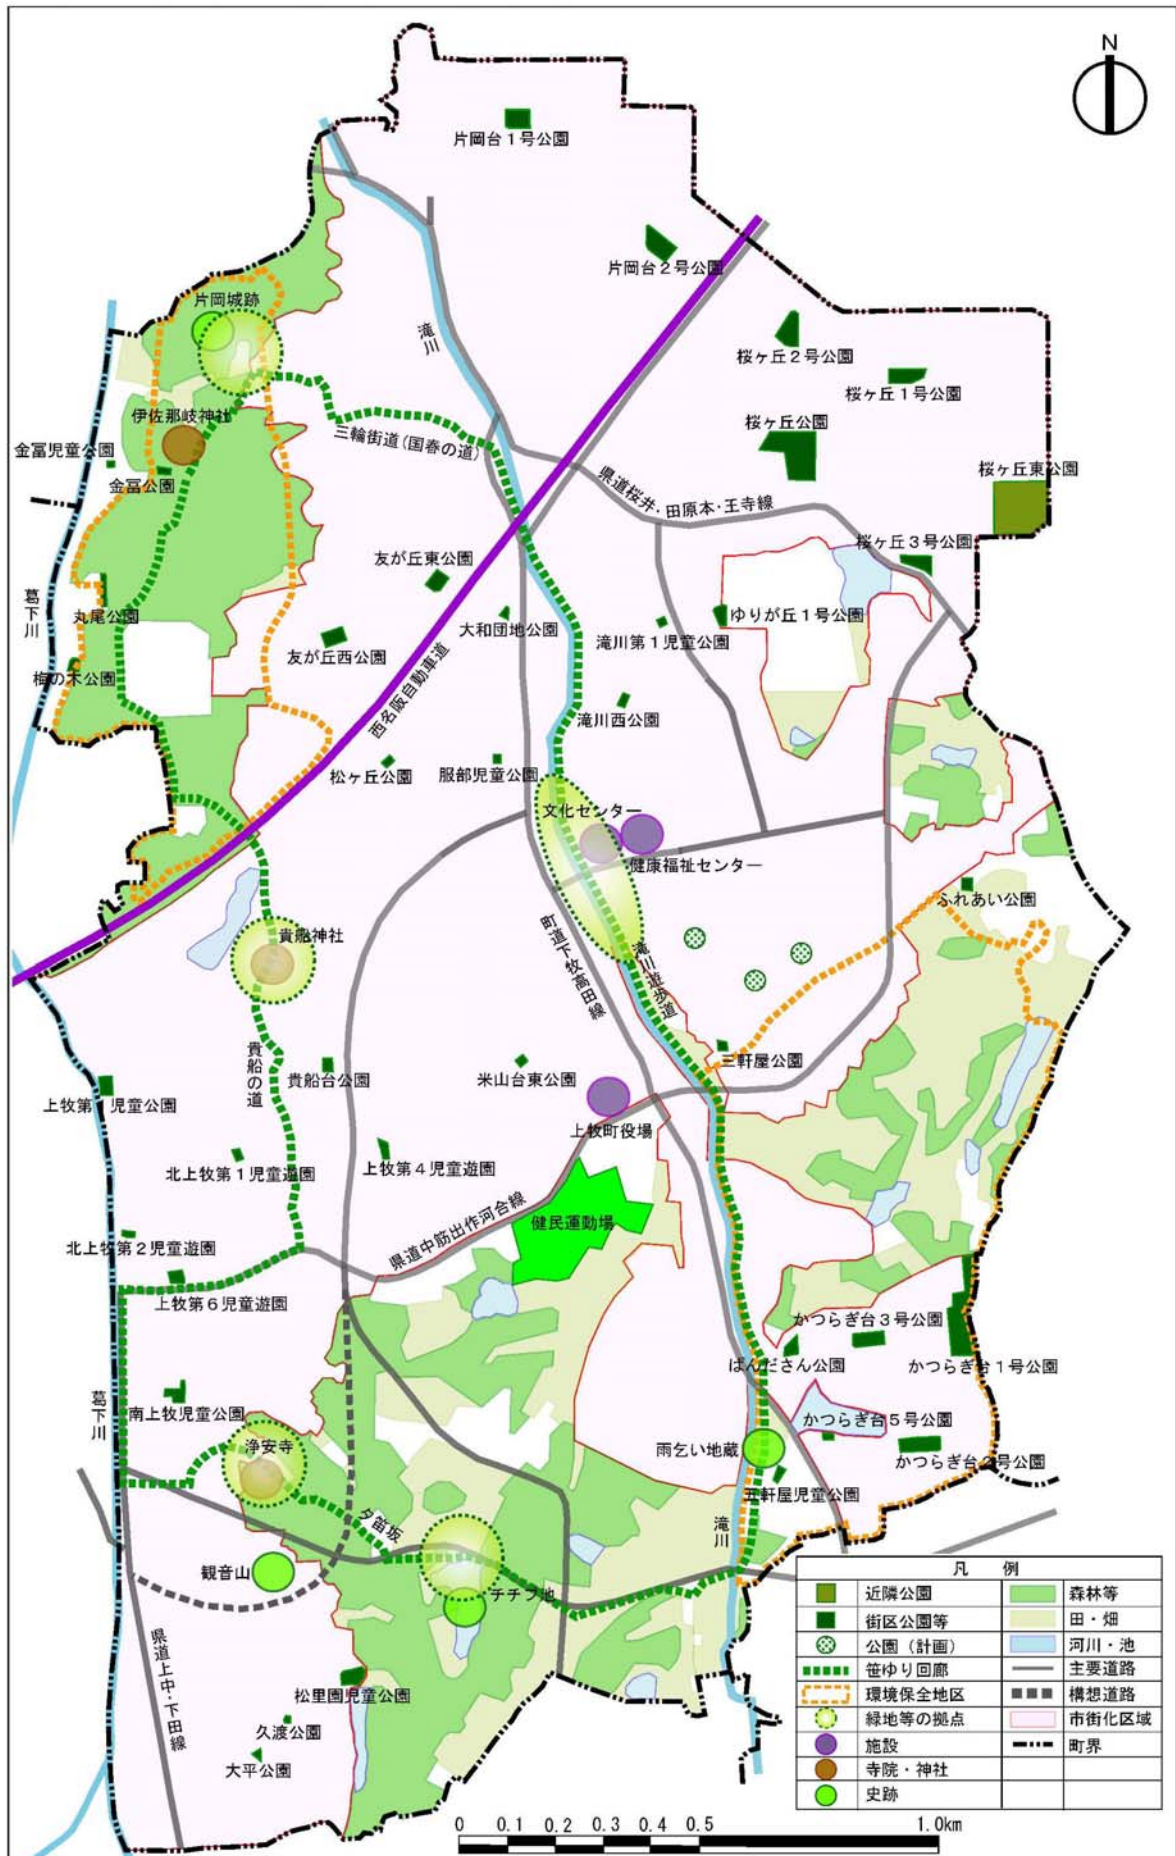 N
片岡台1号公園
片岡台2号公園
片岡城跡
滝川
桜ヶ丘2号公園
桜ヶ丘1号公園
伊佐那岐神社
三輪街道(国春の道)
桜ヶ丘公園
金冨児童公園
金冨公園
桜ヶ丘東公園
県道桜井・田原本・王寺線
桜ヶ丘3号公園
友が丘東公園
葛下川
丸尾公園
大和団地公園
滝川第1児童公園
ゆりが丘1号公園
友が丘西公園
梅の木公園
西名阪自動車道
滝川西公園
松ヶ丘公園
服部児童公園
文化センター
健康福祉センター
ふれあい公園
貴船神社
町道下牧高田線
滝川遊歩道
貴船の道
貴船台公園
米山台東公園
三軒屋公園
上牧第1児童公園
上牧町役場
北上牧第1児童遊園
上牧第4児童遊園
県道中筋出作河合線
健民運動場
北上牧第2児童遊園
上牧第6児童遊園
かつらぎ台3号公園
ぱんださん公園
かつらぎ台1号公園
葛下川
南上牧児童公園
かつらぎ台5号公園
浄安寺
雨乞い地蔵
かつらぎ台2号公園
五軒屋児童公園
夕笛坂
滝川
観音山
チチブ池
県道上中・下田線
松里園児童公園
久渡公園
大平公園
凡 例
近隣公園
森林等
街区公園等
田・畑
公園（計画）
河川・池
笹ゆり回廊
主要道路
環境保全地区
構想道路
緑地等の拠点
市街化区域
施設
町界
寺院・神社
史跡
0 0.1 0.2 0.3 0.4 0.5 1.0km